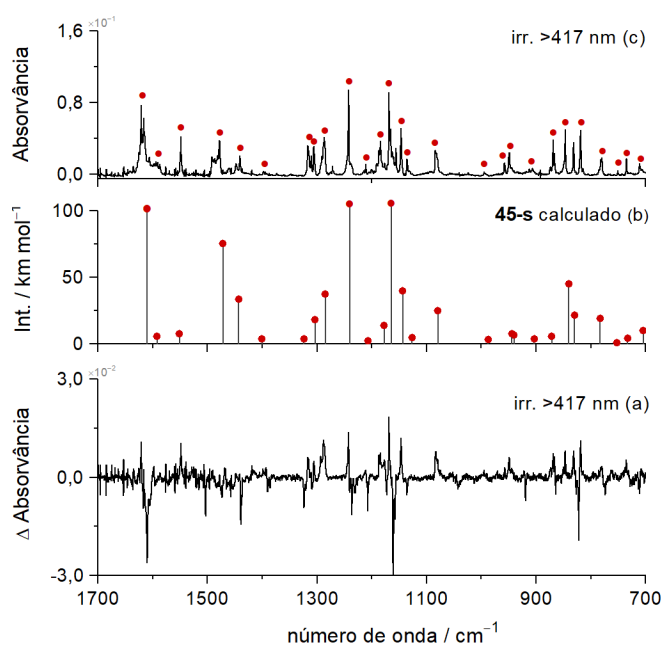 ×10⁻¹
1,6
irr. >417 nm (c)
Absorvância
0,8
0,0
100
45-s calculado (b)
Int. / km mol⁻¹
50
0
×10⁻²
3,0
irr. >417 nm (a)
Δ Absorvância
0,0
-3,0
1700 1500 1300 1100 900 700
número de onda / cm⁻¹